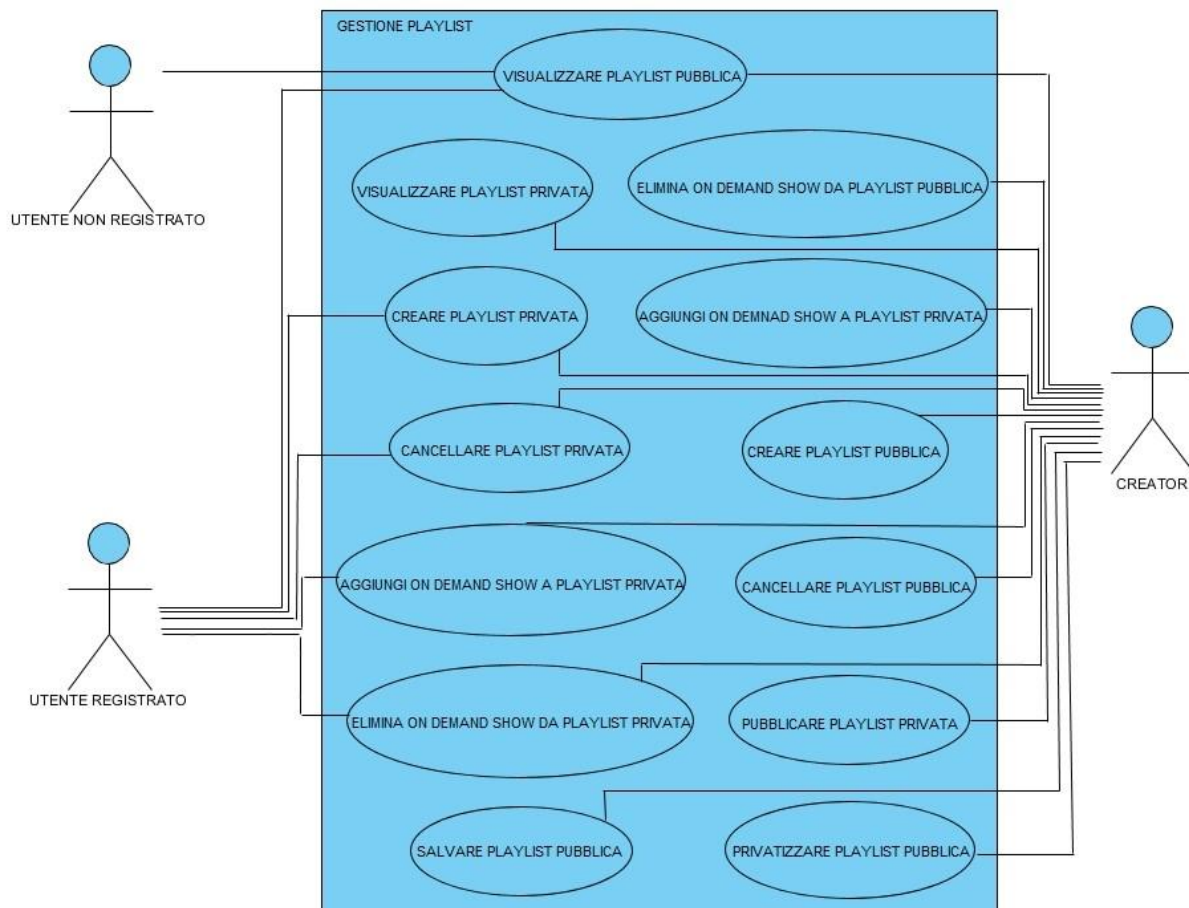 GESTIONE PLAYLIST
VISUALIZZARE PLAYLIST PUBBLICA
UTENTE NON REGISTRATO
VISUALIZZARE PLAYLIST PRIVATA
ELIMINA ON DEMAND SHOW DA PLAYLIST PUBBLICA
CREARE PLAYLIST PRIVATA
AGGIUNGI ON DEMNAD SHOW A PLAYLIST PRIVATA
CANCELLARE PLAYLIST PRIVATA
CREARE PLAYLIST PUBBLICA
CREATOR
AGGIUNGI ON DEMAND SHOW A PLAYLIST PRIVATA
CANCELLARE PLAYLIST PUBBLICA
UTENTE REGISTRATO
ELIMINA ON DEMAND SHOW DA PLAYLIST PRIVATA
PUBBLICARE PLAYLIST PRIVATA
SALVARE PLAYLIST PUBBLICA
PRIVATIZZARE PLAYLIST PUBBLICA